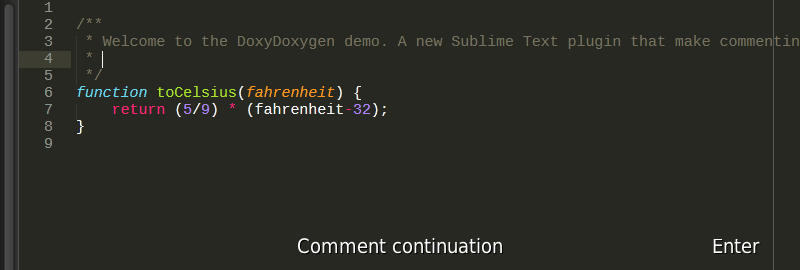 1
2 /**
3  * Welcome to the DoxyDoxygen demo. A new Sublime Text plugin that make commentin
4  *
5  */
6 function toCelsius(fahrenheit) {
7     return (5/9) * (fahrenheit-32);
8 }
9
Comment continuation Enter